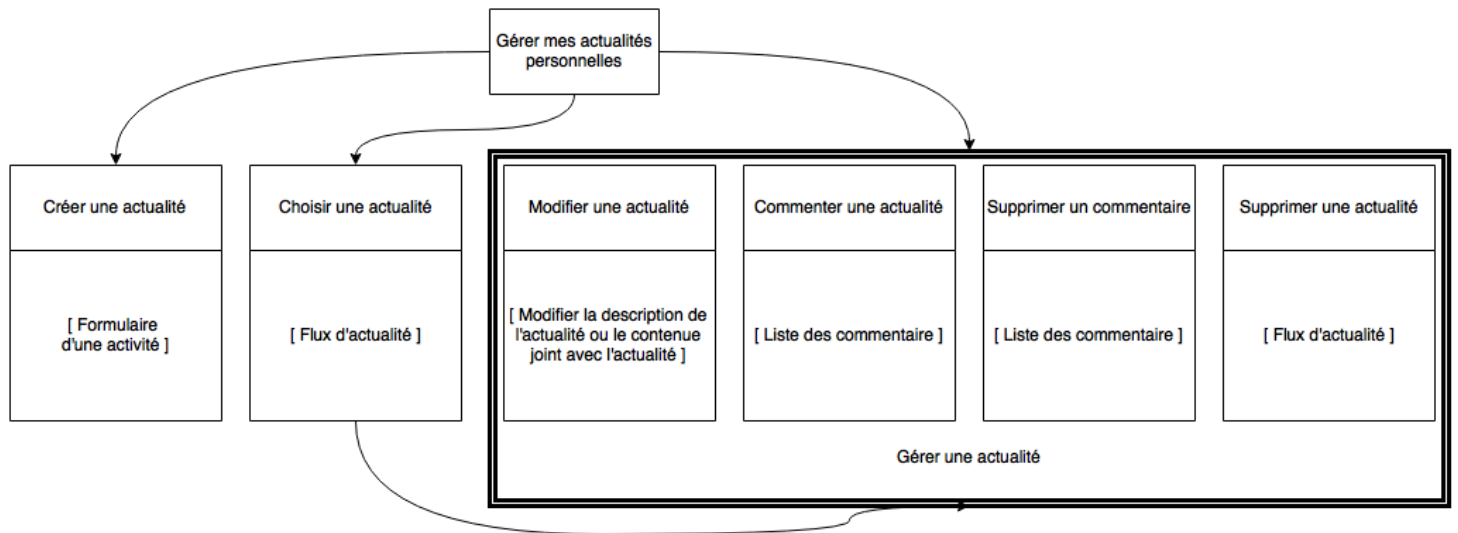 Gérer mes actualités
personnelles
Créer une actualité
Choisir une actualité
Modifier une actualité
Commenter une actualité
Supprimer un commentaire
Supprimer une actualité
[ Formulaire
d'une activité ]
[ Flux d'actualité ]
[ Modifier la description de
l'actualité ou le contenue
joint avec l'actualité ]
[ Liste des commentaire ]
[ Liste des commentaire ]
[ Flux d'actualité ]
Gérer une actualité